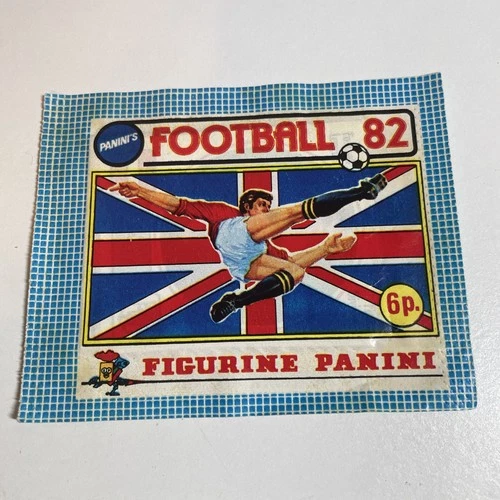 PANINI'S
FOOTBALL 82
6p.
FIGURINE PANINI